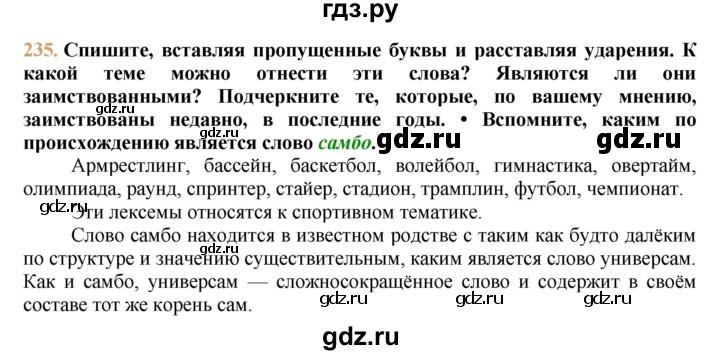 гдз.ру
235. Спишите, вставляя пропущенные буквы и расставляя ударения. К
какой теме можно отнести эти слова? Являются ли они
заимствованными? Подчеркните те, которые, по вашему мнению,
заимствованы недавно, в последние годы. • Вспомните, каким по
происхождению является слово самбо.
Армрестлинг, бассейн, баскетбол, волейбол, гимнастика, овертайм,
олимпиада, раунд, спринтер, стайер, стадион, трамплин, футбол, чемпионат.
Эти лексемы относятся к спортивном тематике.
Слово самбо находится в известном родстве с таким как будто далёким
по структуре и значению существительным, каким является слово универсам.
Как и самбо, универсам — сложносокращённое слово и содержит в своём
составе тот же корень сам.
gdz.ru
gdz.ru
gdz.ru
gdz.ru
gdz.ru
gdz.ru
gdz.ru
gdz.ru